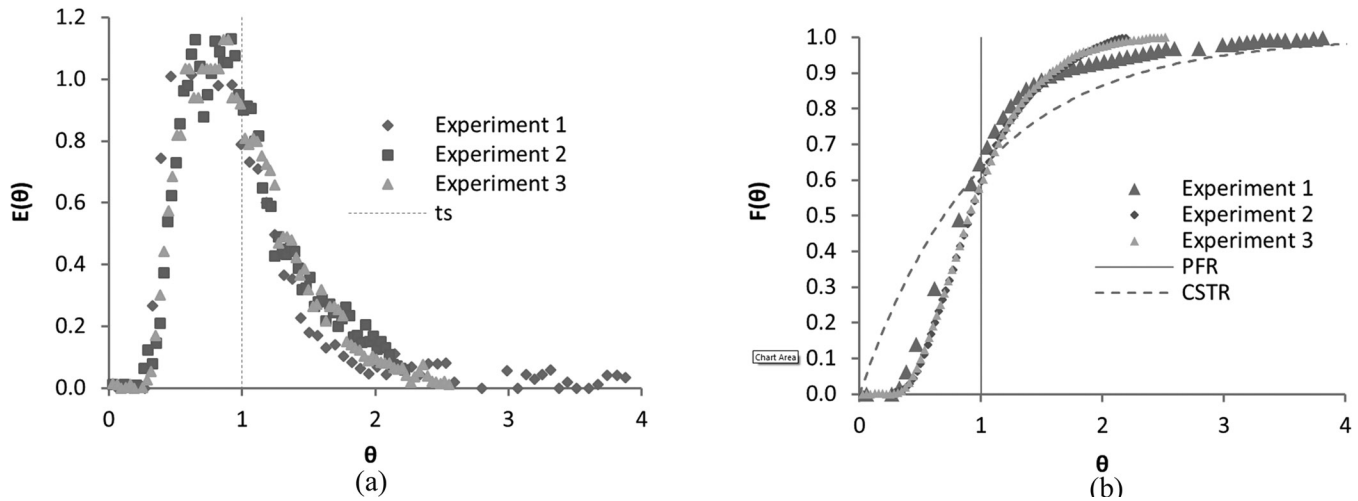 1.2
1.0
0.8
0.6
0.4
0.2
0.0
E(θ)
0 1 2 3 4
θ
Experiment 1
Experiment 2
Experiment 3
ts
(a)
1.0
0.9
0.8
0.7
0.6
0.5
0.4
0.3
0.2
0.1
0.0
F(θ)
Chart Area
0 1 2 3 4
θ
Experiment 1
Experiment 2
Experiment 3
PFR
CSTR
(b)